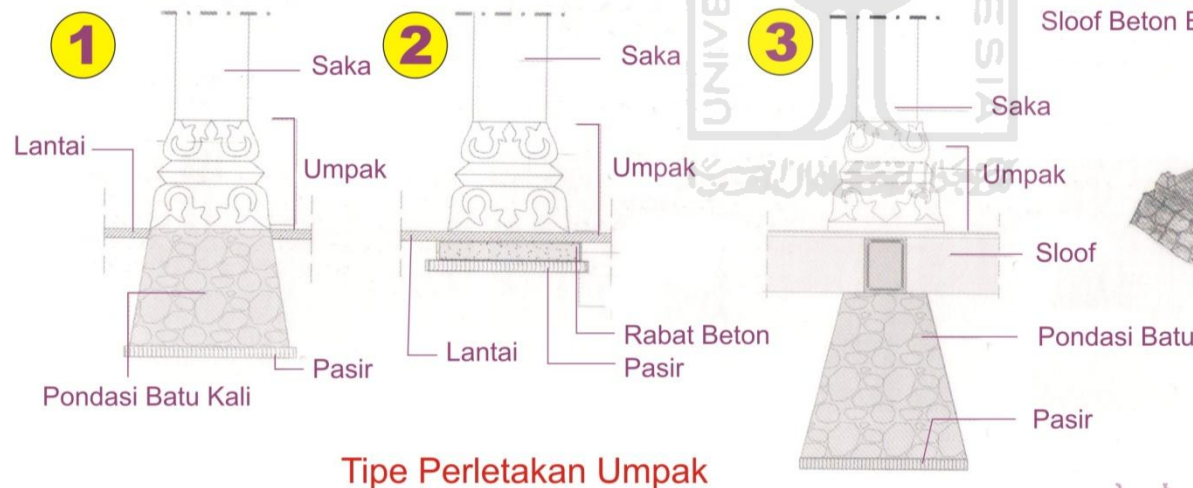 1
Saka
Lantai
Umpak
Pasir
Pondasi Batu Kali
2
Saka
Umpak
Rabat Beton
Lantai
Pasir
3
Saka
Umpak
Sloof
Pondasi Batu
Pasir
Sloof Beton
Tipe Perletakan Umpak